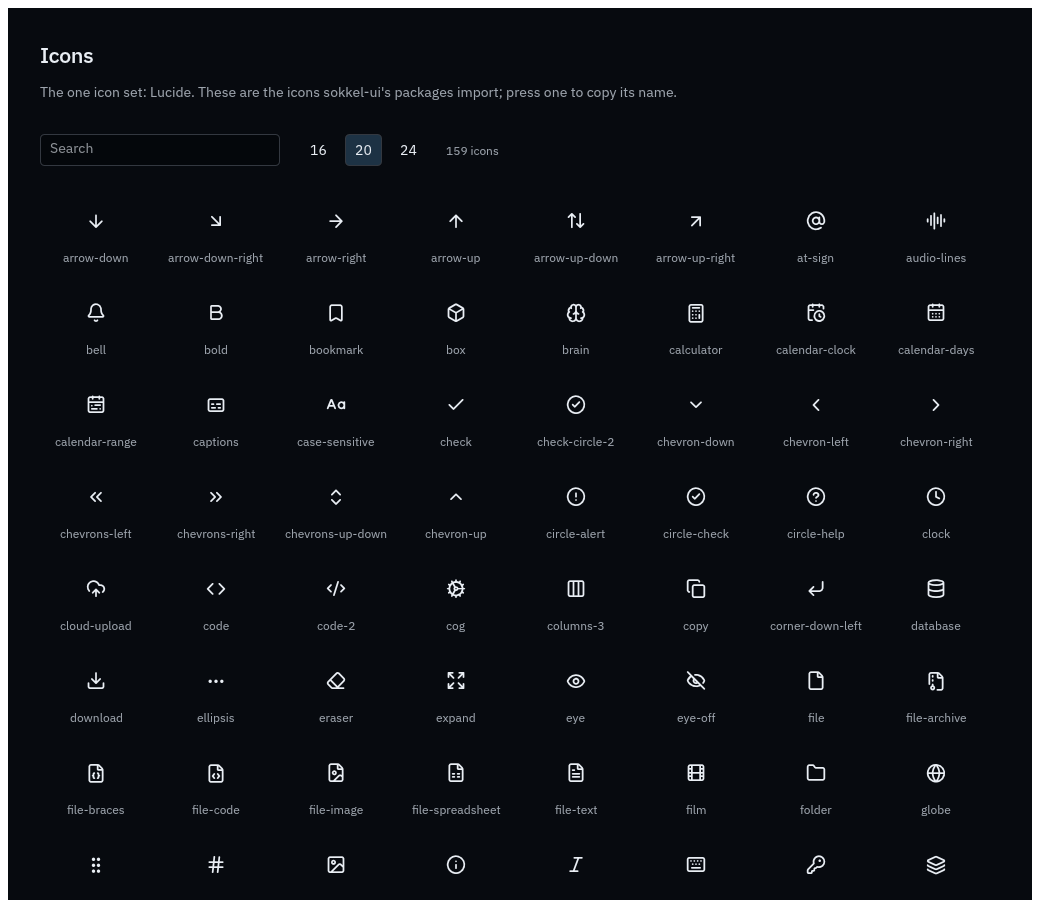 Icons
The one icon set: Lucide. These are the icons sokkel-ui's packages import; press one to copy its name.
Search 16 20 24 159 icons
arrow-down arrow-down-right arrow-right arrow-up arrow-up-down arrow-up-right at-sign audio-lines
bell bold bookmark box brain calculator calendar-clock calendar-days
Aa
calendar-range captions case-sensitive check check-circle-2 chevron-down chevron-left chevron-right
chevrons-left chevrons-right chevrons-up-down chevron-up circle-alert circle-check circle-help clock
cloud-upload code code-2 cog columns-3 copy corner-down-left database
download ellipsis eraser expand eye eye-off file file-archive
file-braces file-code file-image file-spreadsheet file-text film folder globe